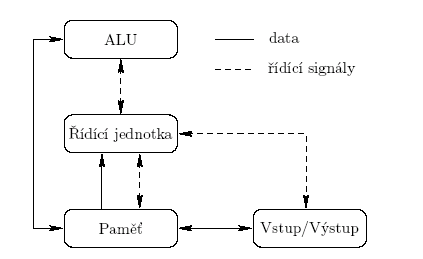 ALU
data
řídící signály
Řídící jednotka
Paměť
Vstup/Výstup